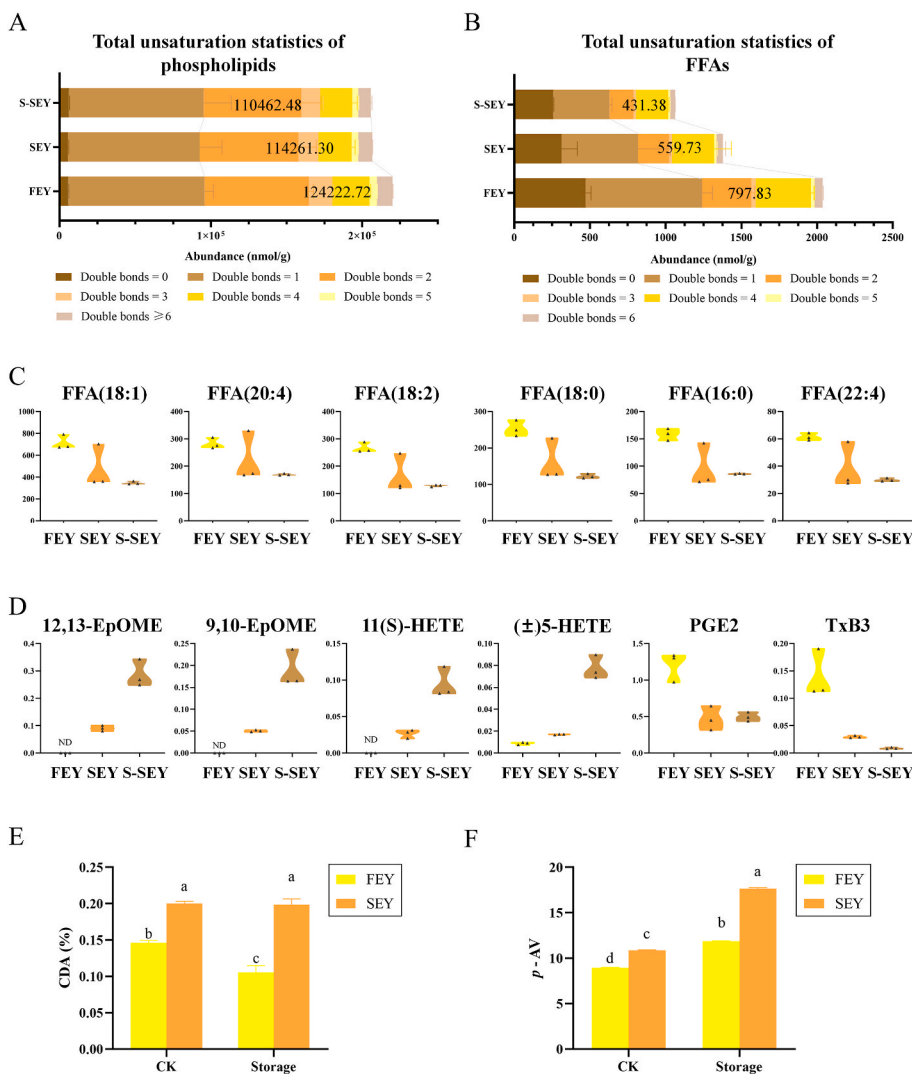 A
Total unsaturation statistics of
phospholipids
S-SEY
110462.48
SEY
114261.30
FEY
124222.72
0
1×10⁵
2×10⁵
Abundance (nmol/g)
Double bonds = 0
Double bonds = 1
Double bonds = 2
Double bonds = 3
Double bonds = 4
Double bonds = 5
Double bonds ⩾6
B
Total unsaturation statistics of
FFAs
S-SEY
431.38
SEY
559.73
FEY
797.83
0 500 1000 1500 2000 2500
Abundance (nmol/g)
Double bonds = 0
Double bonds = 1
Double bonds = 2
Double bonds = 3
Double bonds = 4
Double bonds = 5
Double bonds = 6
C
FFA(18:1)
1000
800
600
400
200
0
FEY SEY S-SEY
FFA(20:4)
400
300
200
100
0
FEY SEY S-SEY
FFA(18:2)
400
300
200
100
0
FEY SEY S-SEY
FFA(18:0)
300
200
100
0
FEY SEY S-SEY
FFA(16:0)
200
150
100
50
0
FEY SEY S-SEY
FFA(22:4)
80
60
40
20
0
FEY SEY S-SEY
D
12,13-EpOME
0.4
0.3
0.2
0.1
0.0
ND
FEY SEY S-SEY
9,10-EpOME
0.25
0.20
0.15
0.10
0.05
0.00
ND
FEY SEY S-SEY
11(S)-HETE
0.15
0.10
0.05
0.00
ND
FEY SEY S-SEY
(±)5-HETE
0.10
0.08
0.06
0.04
0.02
0.00
FEY SEY S-SEY
PGE2
1.5
1.0
0.5
0.0
FEY SEY S-SEY
TxB3
0.20
0.15
0.10
0.05
0.00
FEY SEY S-SEY
E
CDA (%)
0.25
0.20
0.15
0.10
0.05
0.00
b
a
c
a
CK
Storage
FEY
SEY
F
p - AV
20
15
10
5
0
d
c
b
a
CK
Storage
FEY
SEY